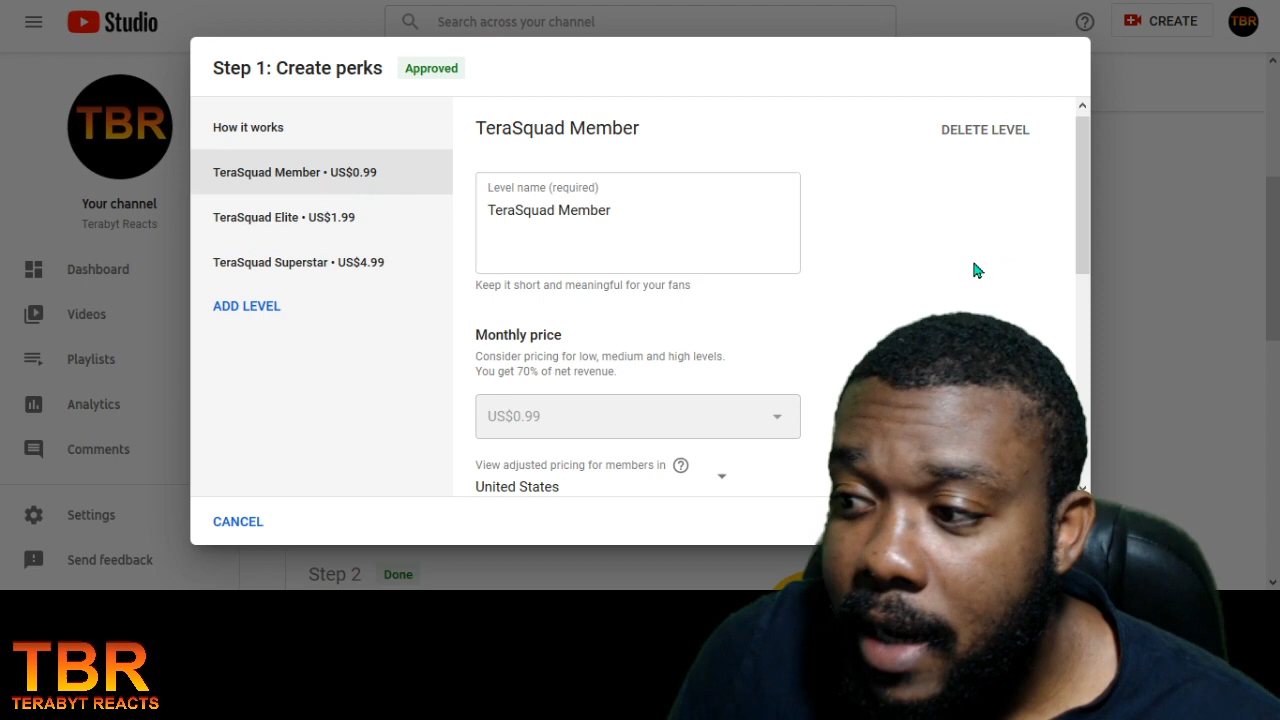 Studio
Search across your channel
CREATE
TBR
Step 1: Create perks
Approved
TBR
Your channel
Terabyt Reacts
Dashboard
Videos
Playlists
Analytics
Comments
Settings
Send feedback
How it works
TeraSquad Member • US$0.99
TeraSquad Elite • US$1.99
TeraSquad Superstar • US$4.99
ADD LEVEL
TeraSquad Member
DELETE LEVEL
Level name (required)
TeraSquad Member
Keep it short and meaningful for your fans
Monthly price
Consider pricing for low, medium and high levels.
You get 70% of net revenue.
US$0.99
View adjusted pricing for members in
United States
CANCEL
Step 2
Done
TBR
TERABYT REACTS